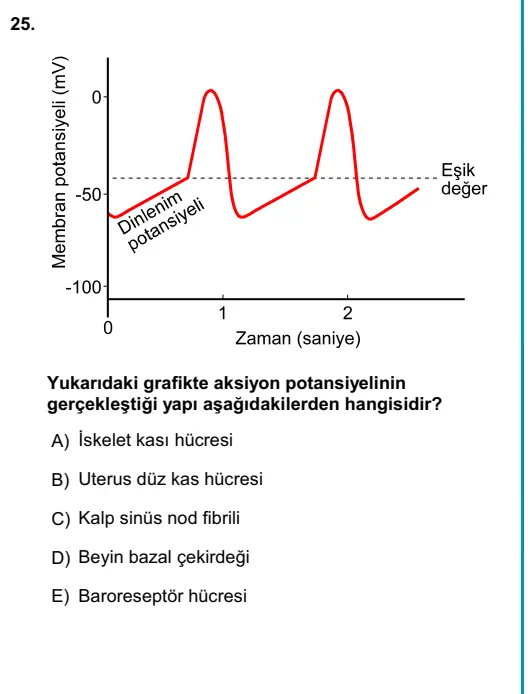 25.
Membran potansiyeli (mV)
0
-50
-100
Dinlenim
potansiyeli
Eşik
değer
0
1
2
Zaman (saniye)
Yukarıdaki grafikte aksiyon potansiyelinin
gerçekleştiği yapı aşağıdakilerden hangisidir?
A) İskelet kası hücresi
B) Uterus düz kas hücresi
C) Kalp sinüs nod fibrili
D) Beyin bazal çekirdeği
E) Baroreseptör hücresi